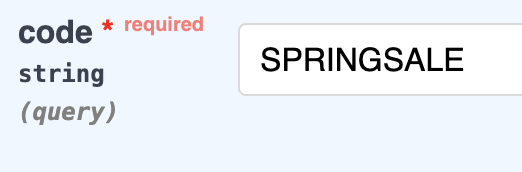 code * required
SPRINGSALE
string
(query)